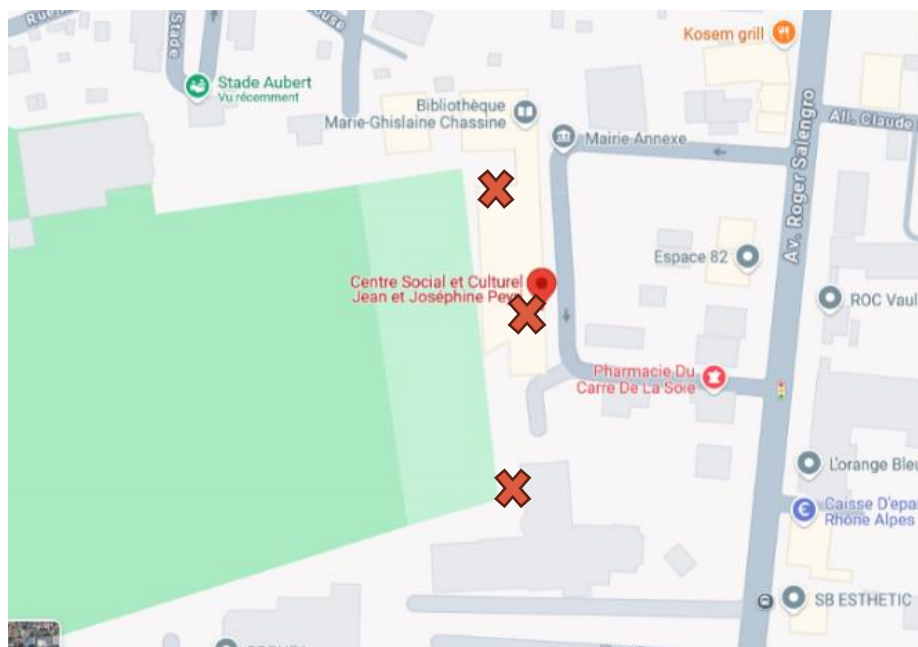 Stade
Kosem grill
Stade Aubert
Vu récemment
Bibliothèque
Marie-Ghislaine Chassine
Mairie Annexe
All. Claude
Av. Roger Salengro
Espace 82
Centre Social et Culturel
Jean et Joséphine
ROC Vaul
Pharmacie Du
Carre De La Soie
L'orange Bleu
Caisse D'epar
Rhône Alpes
SB ESTHETIC